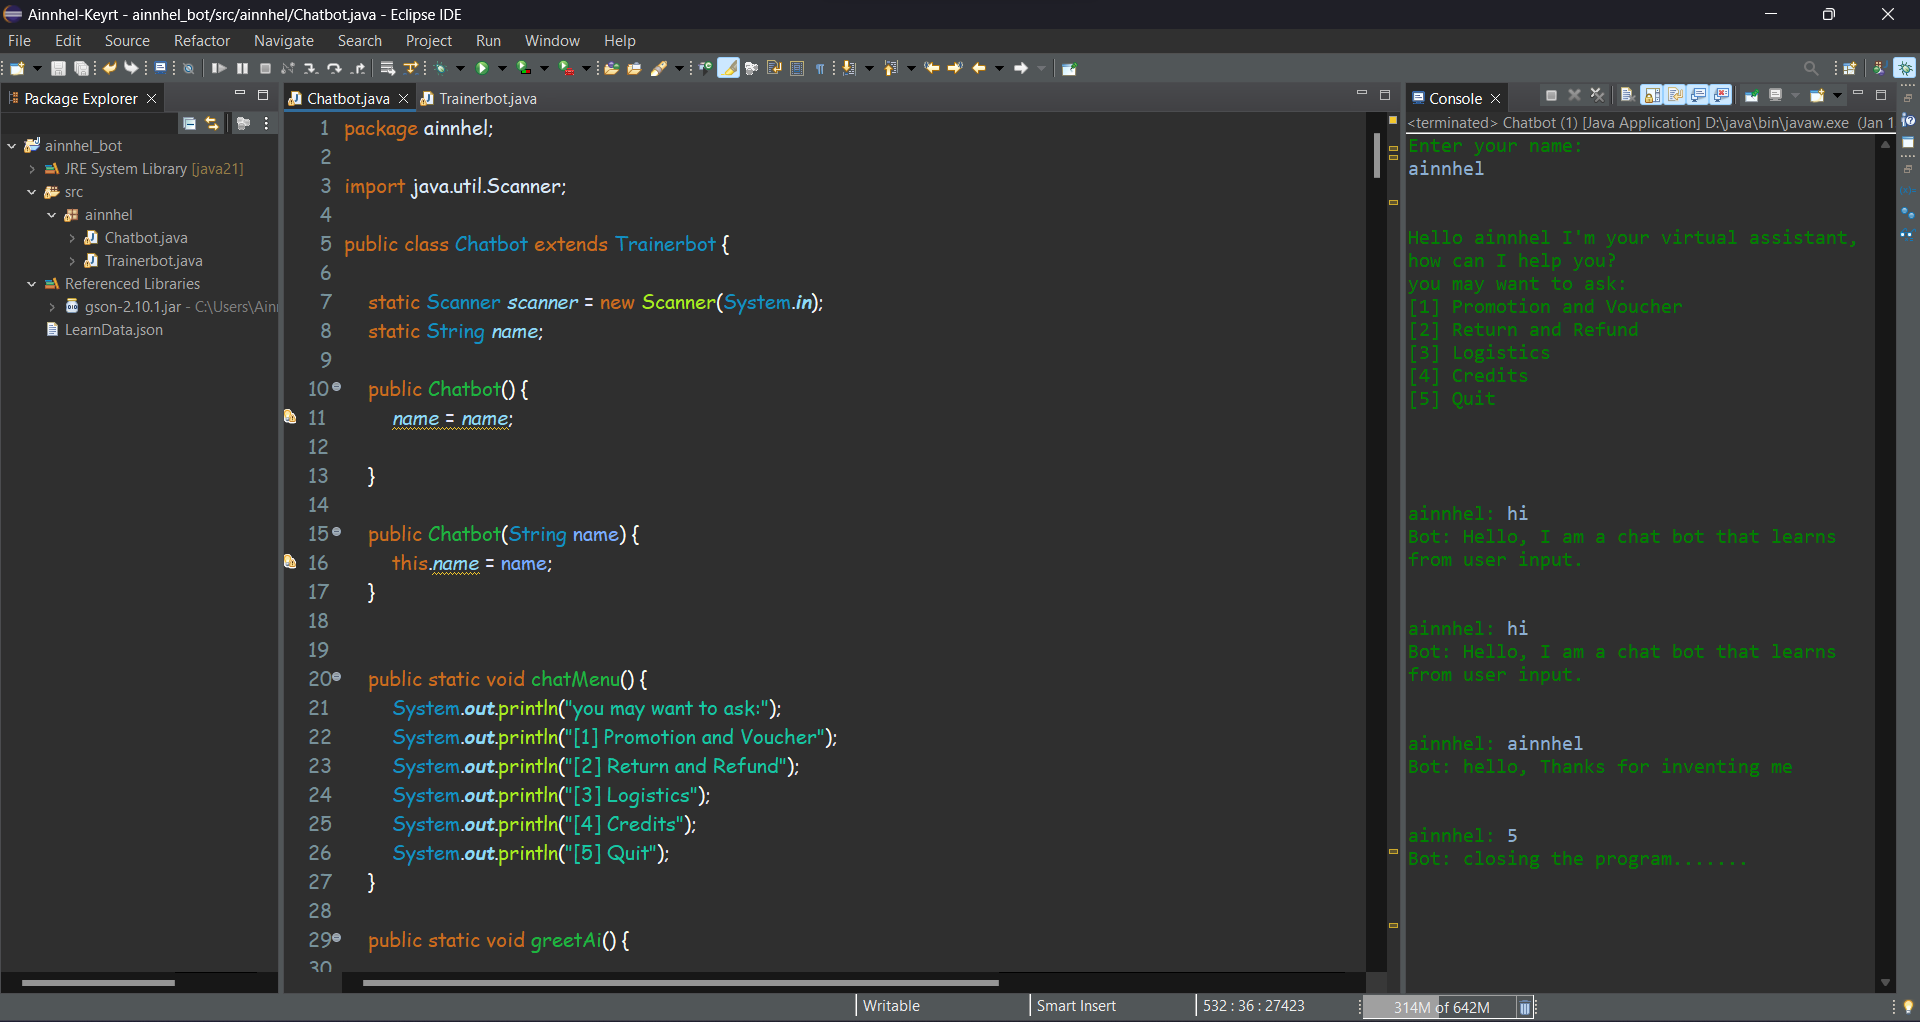 Ainnhel-Keyrt - ainnhel_bot/src/ainnhel/Chatbot.java - Eclipse IDE
File Edit Source Refactor Navigate Search Project Run Window Help
Package Explorer
ainnhel_bot
JRE System Library [java21]
src
ainnhel
Chatbot.java
Trainerbot.java
Referenced Libraries
gson-2.10.1.jar - C:\Users\Ain
LearnData.json
Chatbot.java Trainerbot.java
1 package ainnhel;
2
3 import java.util.Scanner;
4
5 public class Chatbot extends Trainerbot {
6
7 static Scanner scanner = new Scanner(System.in);
8 static String name;
9
10 public Chatbot() {
11 name = name;
12
13 }
14
15 public Chatbot(String name) {
16 this.name = name;
17 }
18
19
20 public static void chatMenu() {
21 System.out.println("you may want to ask:");
22 System.out.println("[1] Promotion and Voucher");
23 System.out.println("[2] Return and Refund");
24 System.out.println("[3] Logistics");
25 System.out.println("[4] Credits");
26 System.out.println("[5] Quit");
27 }
28
29 public static void greetAi() {
30
Console
<terminated> Chatbot (1) [Java Application] D:\java\bin\javaw.exe (Jan 1
Enter your name:
ainnhel
Hello ainnhel I'm your virtual assistant,
how can I help you?
you may want to ask:
[1] Promotion and Voucher
[2] Return and Refund
[3] Logistics
[4] Credits
[5] Quit
ainnhel: hi
Bot: Hello, I am a chat bot that learns
from user input.
ainnhel: hi
Bot: Hello, I am a chat bot that learns
from user input.
ainnhel: ainnhel
Bot: hello, Thanks for inventing me
ainnhel: 5
Bot: closing the program.......
Writable Smart Insert 532 : 36 : 27423 314M of 642M